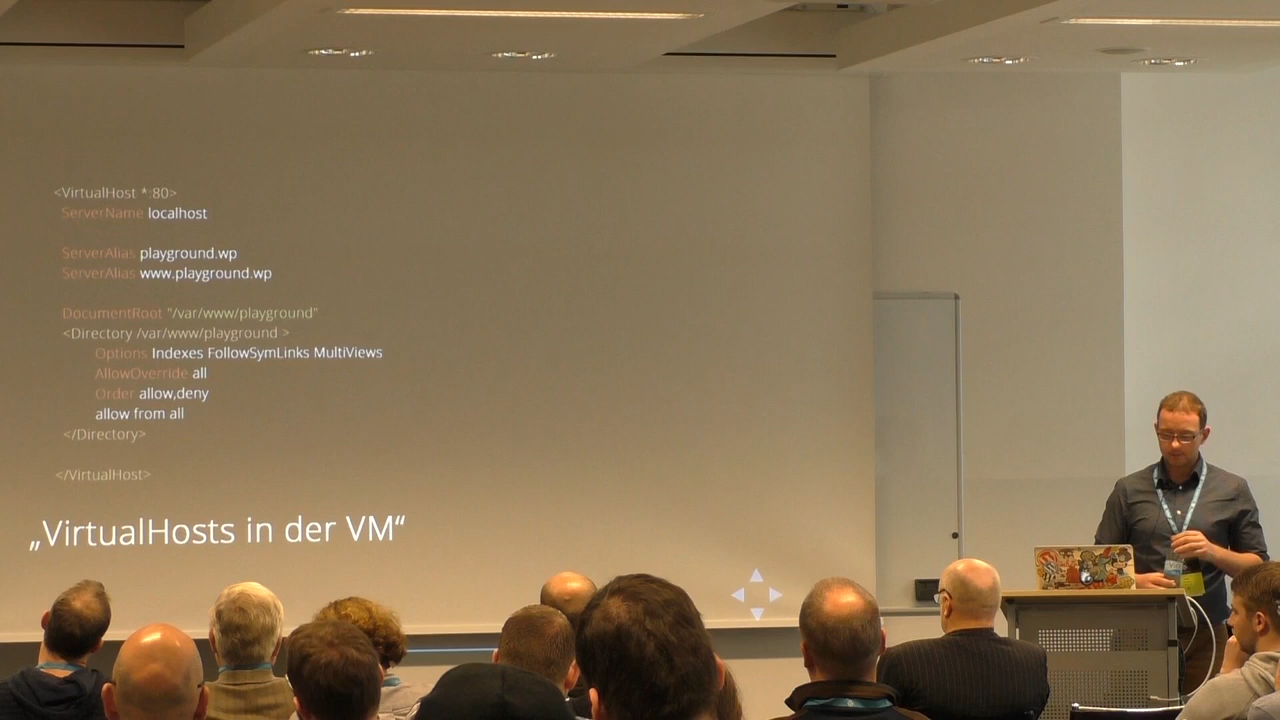 <VirtualHost *:80>
ServerName localhost
ServerAlias playground.wp
ServerAlias www.playground.wp
DocumentRoot "/var/www/playground"
<Directory /var/www/playground >
Options Indexes FollowSymLinks MultiViews
AllowOverride all
Order allow,deny
allow from all
</Directory>
</VirtualHost>
„VirtualHosts in der VM“